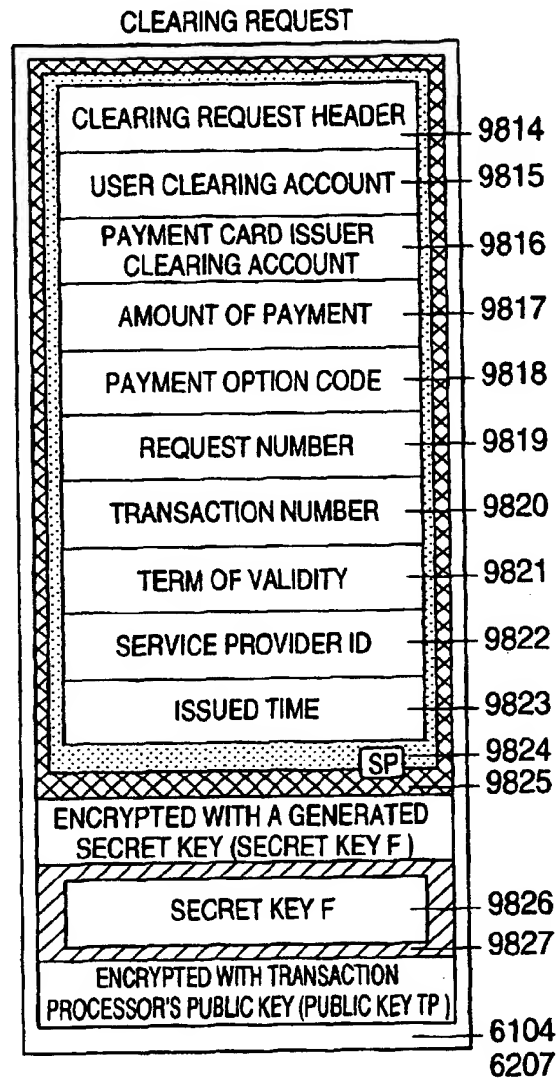 CLEARING REQUEST
CLEARING REQUEST HEADER
9814
USER CLEARING ACCOUNT
9815
PAYMENT CARD ISSUER
CLEARING ACCOUNT
9816
AMOUNT OF PAYMENT
9817
PAYMENT OPTION CODE
9818
REQUEST NUMBER
9819
TRANSACTION NUMBER
9820
TERM OF VALIDITY
9821
SERVICE PROVIDER ID
9822
ISSUED TIME
9823
SP
9824
9825
ENCRYPTED WITH A GENERATED
SECRET KEY (SECRET KEY F)
SECRET KEY F
9826
9827
ENCRYPTED WITH TRANSACTION
PROCESSOR'S PUBLIC KEY (PUBLIC KEY TP)
6104
6207